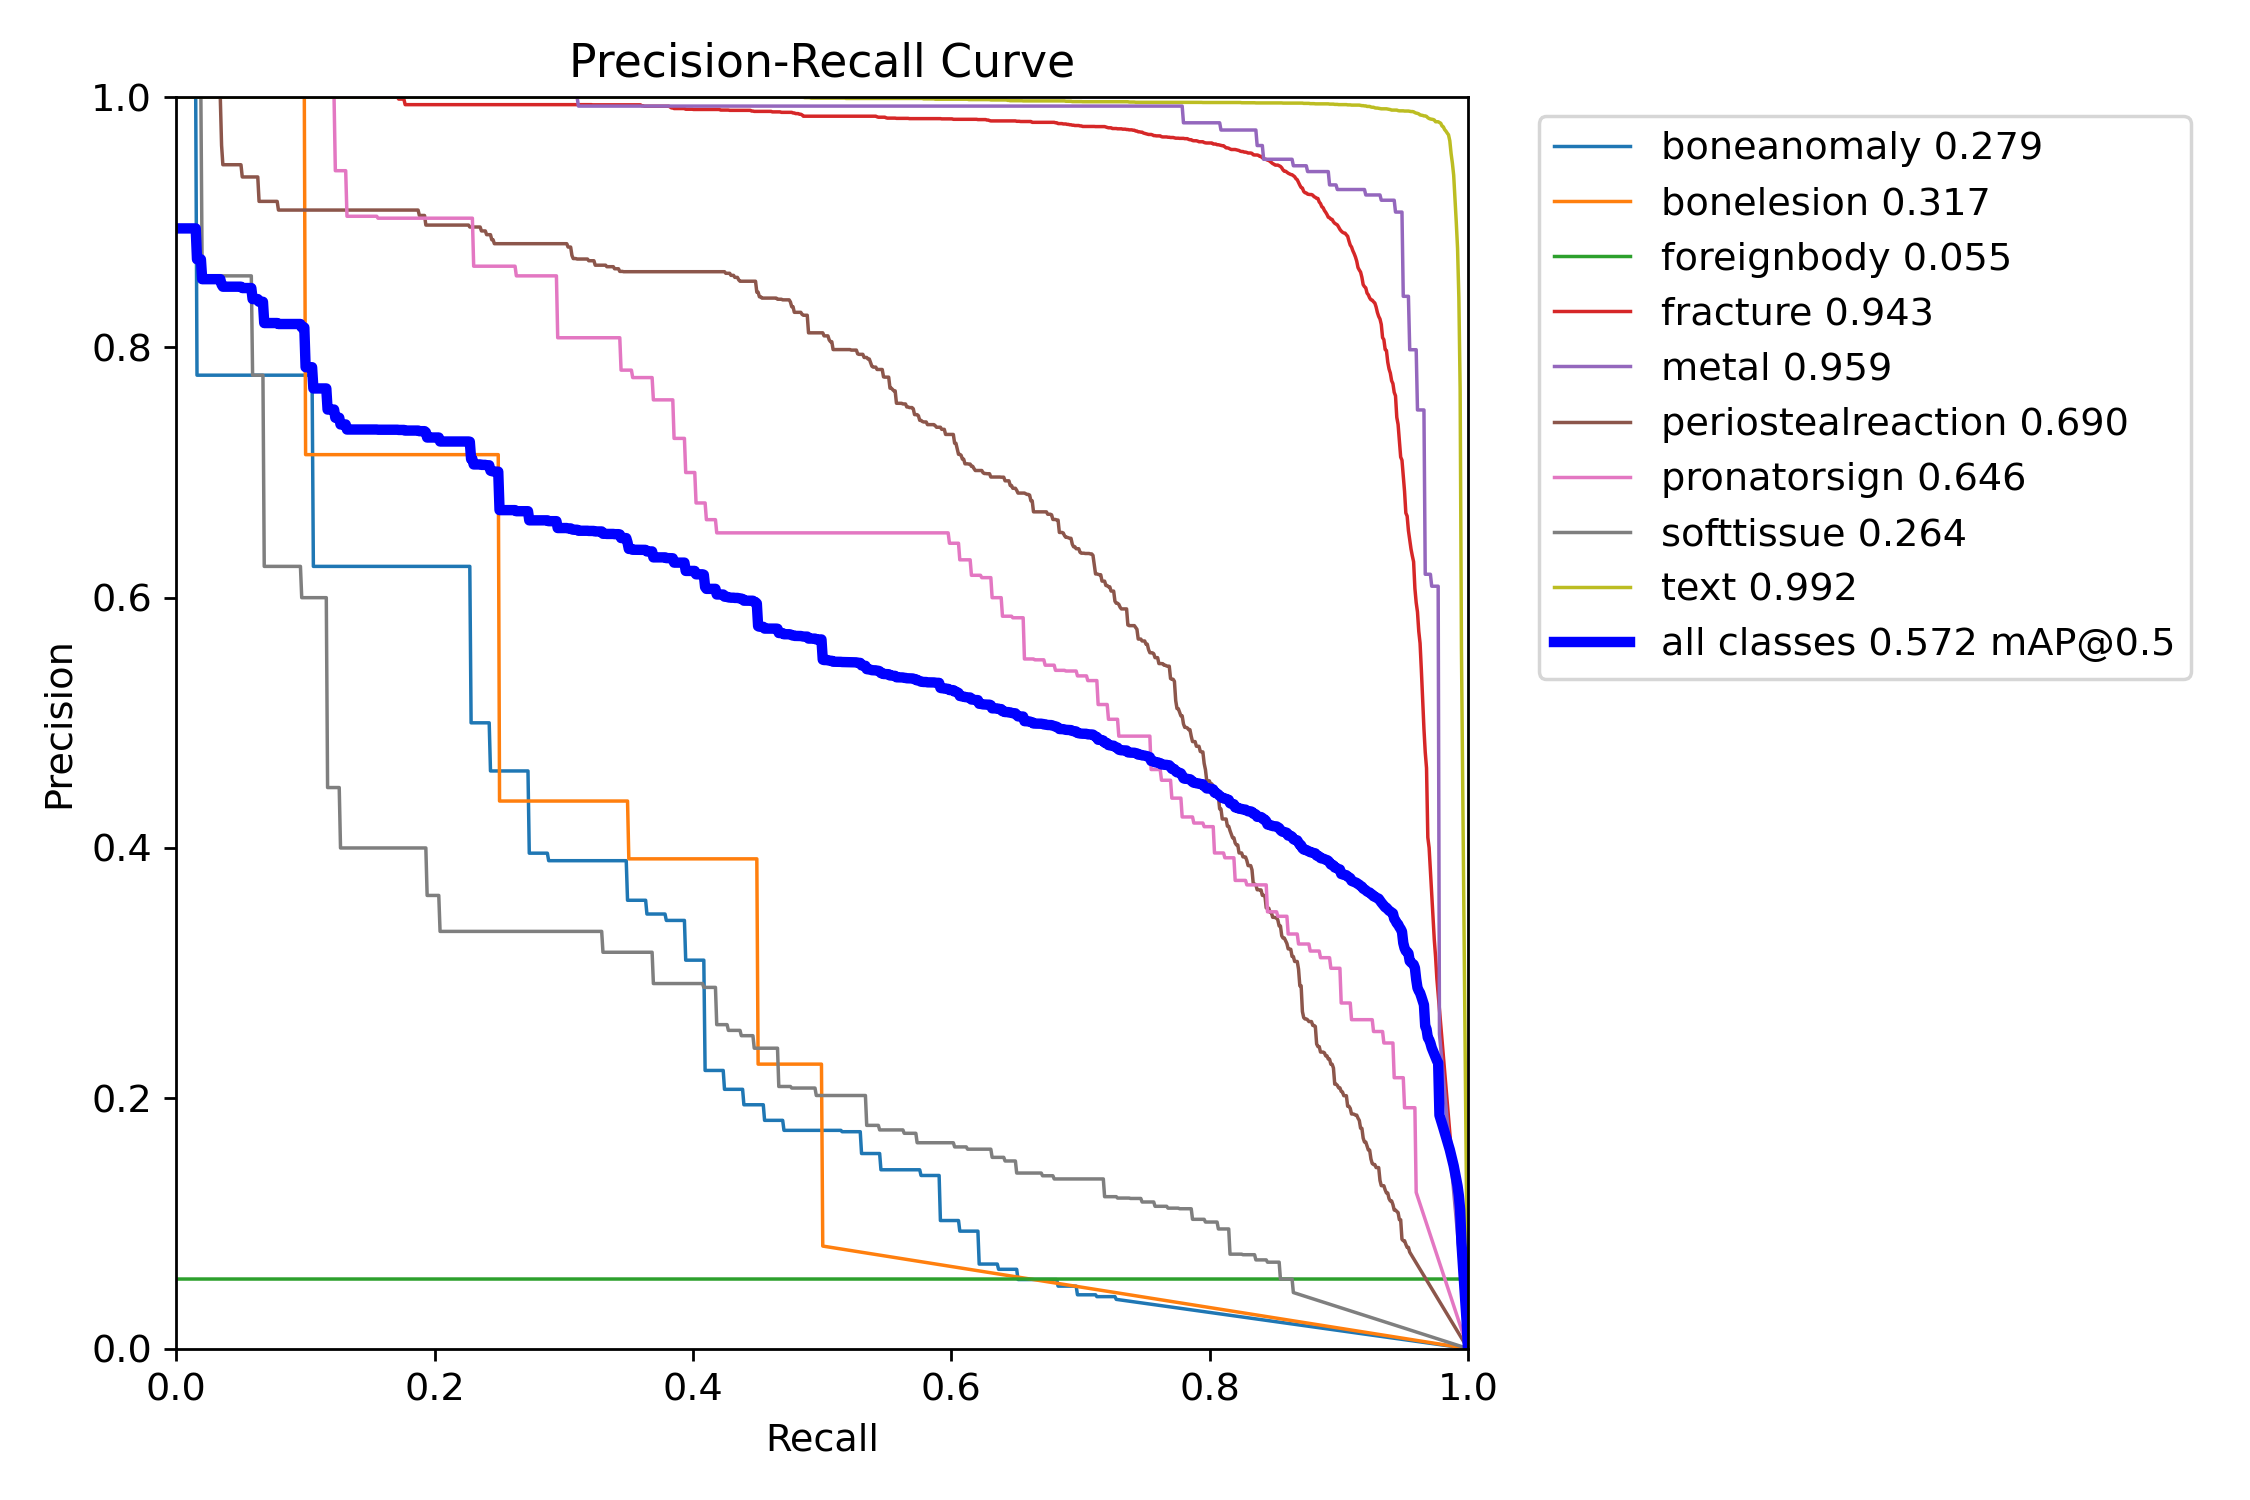 Precision-Recall Curve
1.0
0.8
0.6
0.4
0.2
0.0
Precision
0.0 0.2 0.4 0.6 0.8 1.0
Recall
boneanomaly 0.279
bonelesion 0.317
foreignbody 0.055
fracture 0.943
metal 0.959
periostealreaction 0.690
pronatorsign 0.646
softtissue 0.264
text 0.992
all classes 0.572 mAP@0.5